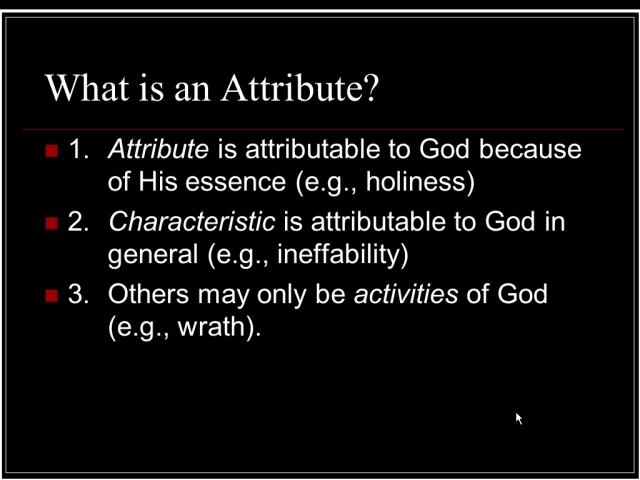 What is an Attribute?
1. Attribute is attributable to God because
of His essence (e.g., holiness)
2. Characteristic is attributable to God in
general (e.g., ineffability)
3. Others may only be activities of God
(e.g., wrath).